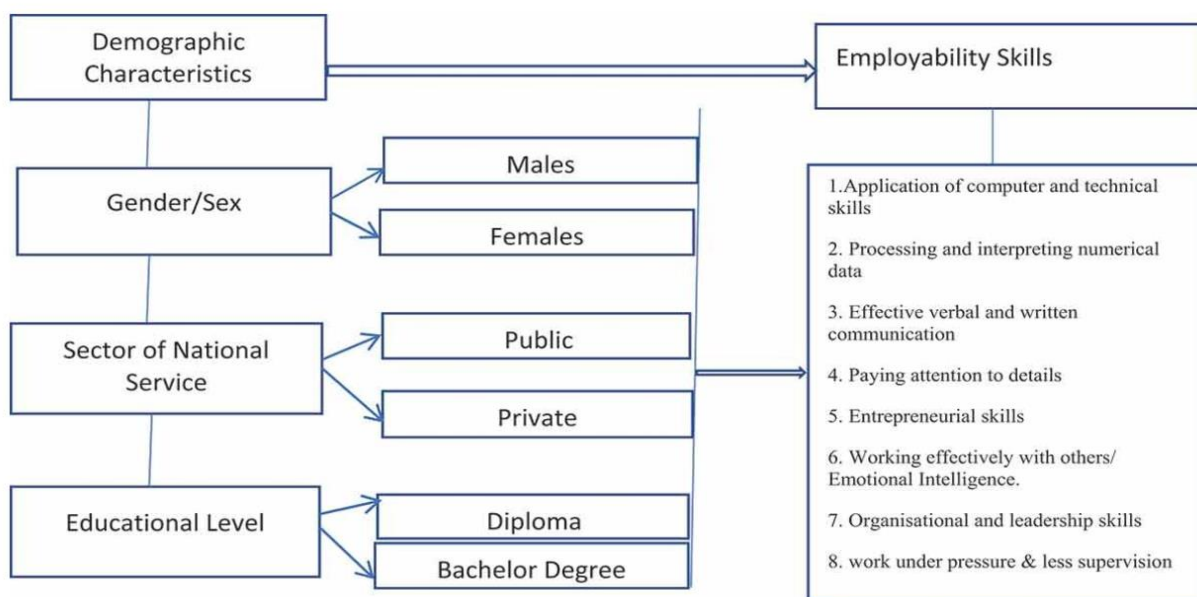 Demographic
Characteristics
Employability Skills
Gender/Sex
Males
Females
Sector of National
Service
Public
Private
Educational Level
Diploma
Bachelor Degree
1.Application of computer and technical
skills
2. Processing and interpreting numerical
data
3. Effective verbal and written
communication
4. Paying attention to details
5. Entrepreneurial skills
6. Working effectively with others/
Emotional Intelligence.
7. Organisational and leadership skills
8. work under pressure & less supervision